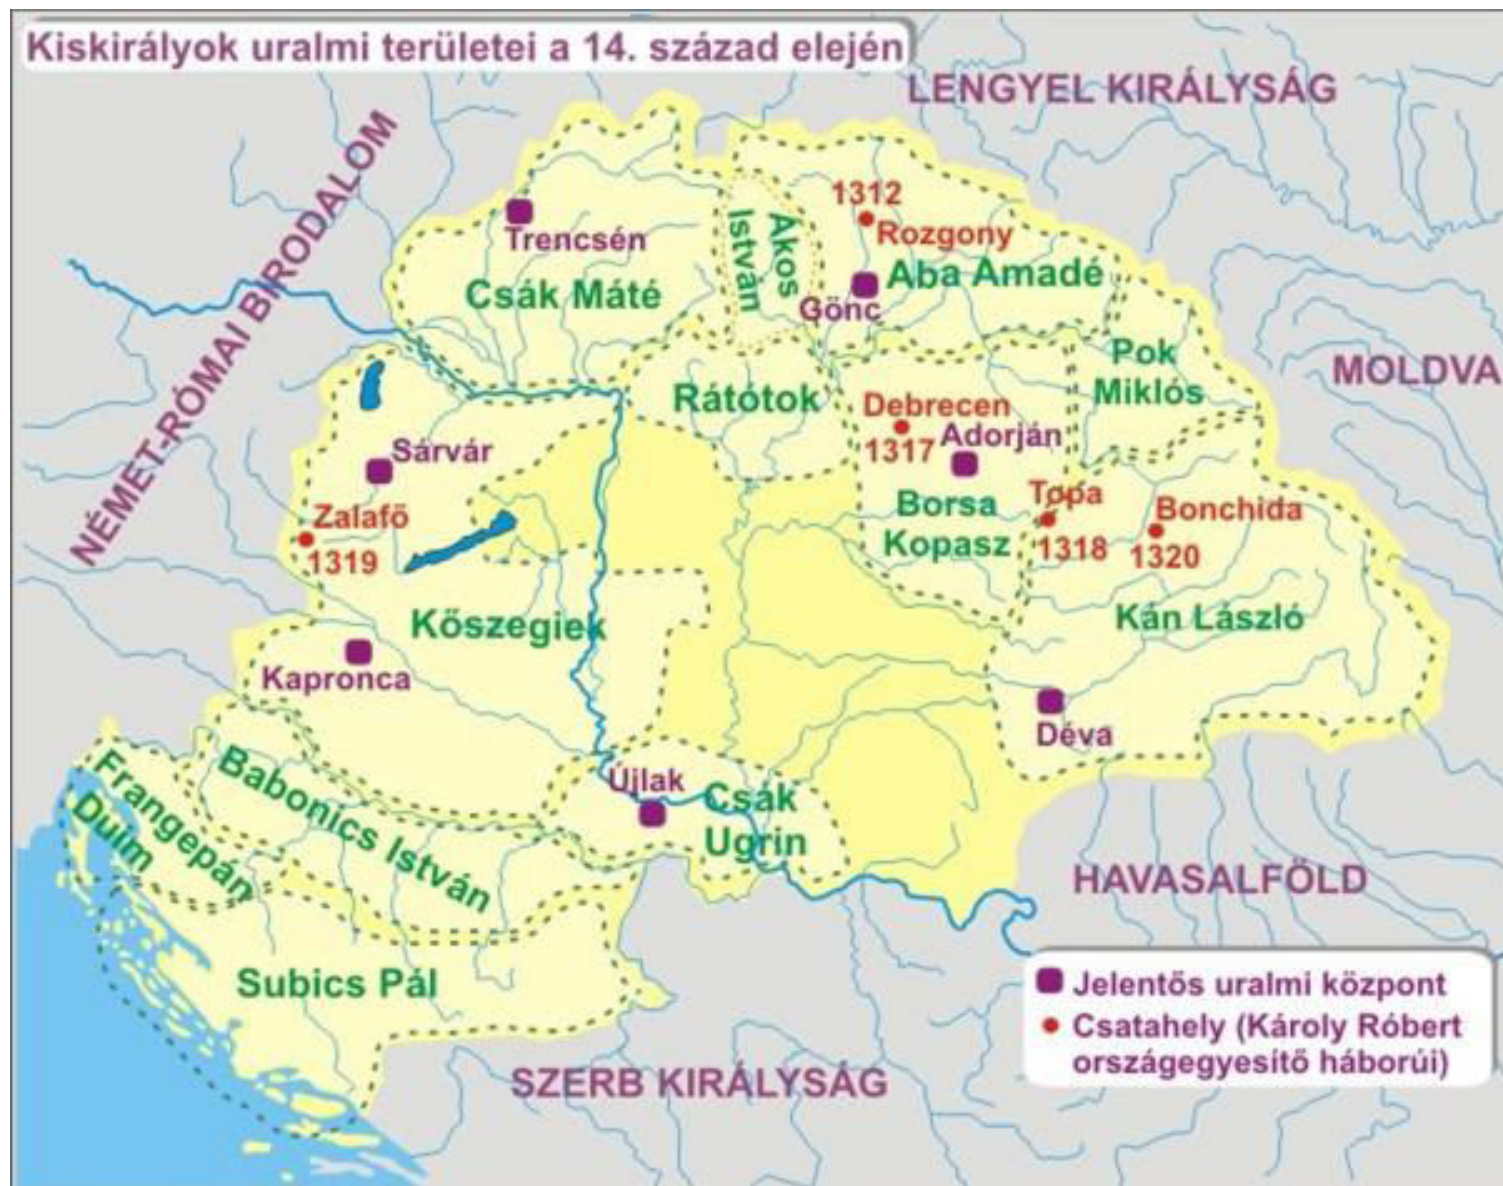 Kiskirályok uralmi területei a 14. század elején
LENGYEL KIRÁLYSÁG
NÉMET-RÓMAI BIRODALOM
MOLDVA
Trencsén
Csák Máté
Ákos
István
1312
Rozgony
Aba Amadé
Gönc
Pok
Miklós
Rátótok
Debrecen
1317
Adorján
Borsa
Kopasz
Sárvár
Zalafő
1319
Topa
1318
Bonchida
1320
Kőszegiek
Kán László
Kapronca
Déva
Frangepán
Duim
Babonics István
Újlak
Csák
Ugrin
HAVASALFÖLD
Subics Pál
SZERB KIRÁLYSÁG
Jelentős uralmi központ
Csatahely (Károly Róbert
országegyesítő háborúi)